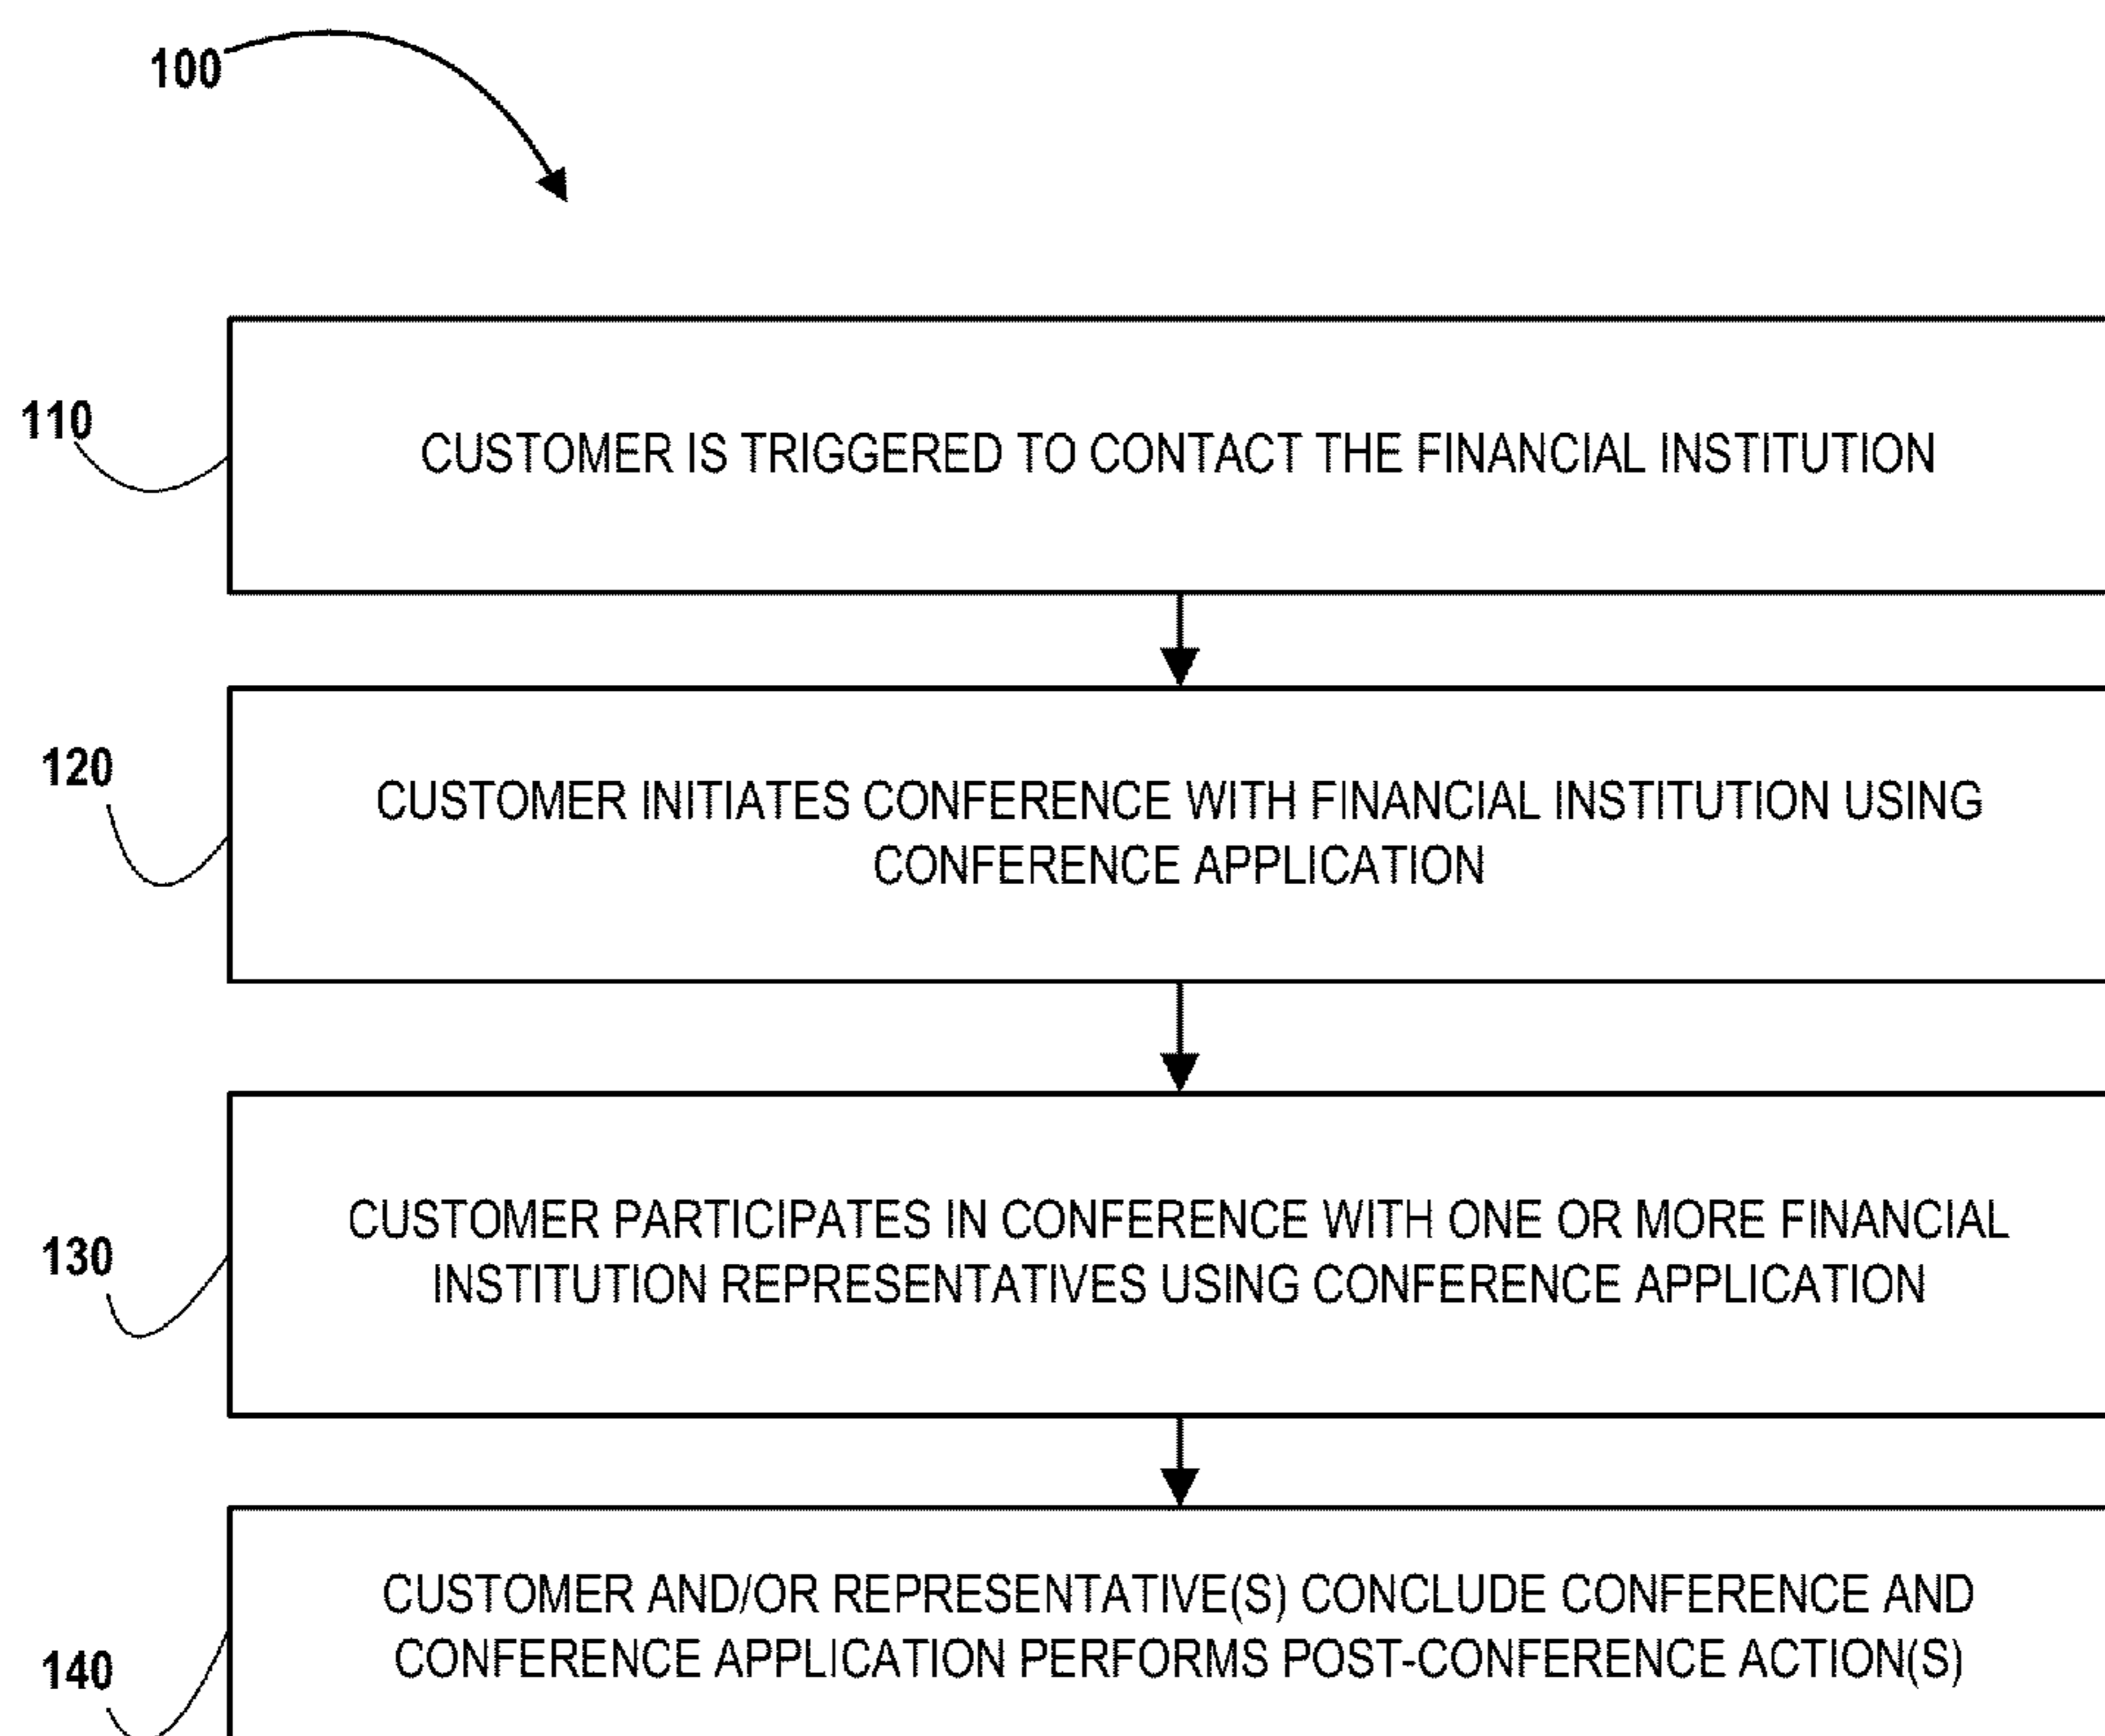 100
110
CUSTOMER IS TRIGGERED TO CONTACT THE FINANCIAL INSTITUTION
120
CUSTOMER INITIATES CONFERENCE WITH FINANCIAL INSTITUTION USING
CONFERENCE APPLICATION
130
CUSTOMER PARTICIPATES IN CONFERENCE WITH ONE OR MORE FINANCIAL
INSTITUTION REPRESENTATIVES USING CONFERENCE APPLICATION
140
CUSTOMER AND/OR REPRESENTATIVE(S) CONCLUDE CONFERENCE AND
CONFERENCE APPLICATION PERFORMS POST-CONFERENCE ACTION(S)